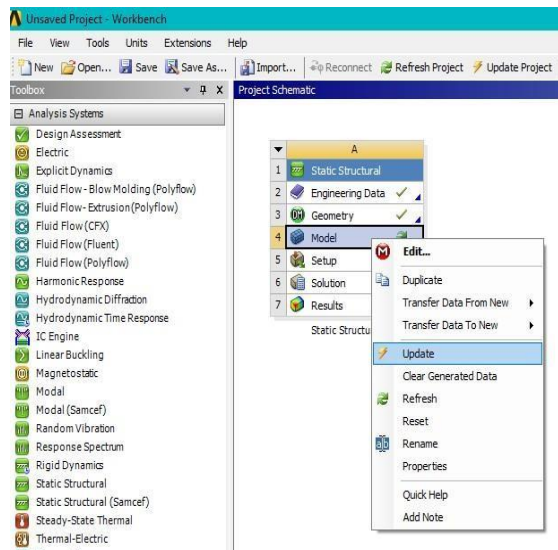 Unsaved Project - Workbench
File View Tools Units Extensions Help
New Open... Save Save As... Import... Reconnect Refresh Project Update Project
Toolbox
Project Schematic
Analysis Systems
Design Assessment
Electric
Explicit Dynamics
Fluid Flow - Blow Molding (Polyflow)
Fluid Flow - Extrusion (Polyflow)
Fluid Flow (CFX)
Fluid Flow (Fluent)
Fluid Flow (Polyflow)
Harmonic Response
Hydrodynamic Diffraction
Hydrodynamic Time Response
IC Engine
Linear Buckling
Magnetostatic
Modal
Modal (Samcef)
Random Vibration
Response Spectrum
Rigid Dynamics
Static Structural
Static Structural (Samcef)
Steady-State Thermal
Thermal-Electric
A
1 Static Structural
2 Engineering Data
3 Geometry
4 Model
5 Setup
6 Solution
7 Results
Static Structu
Edit...
Duplicate
Transfer Data From New
Transfer Data To New
Update
Clear Generated Data
Refresh
Reset
Rename
Properties
Quick Help
Add Note